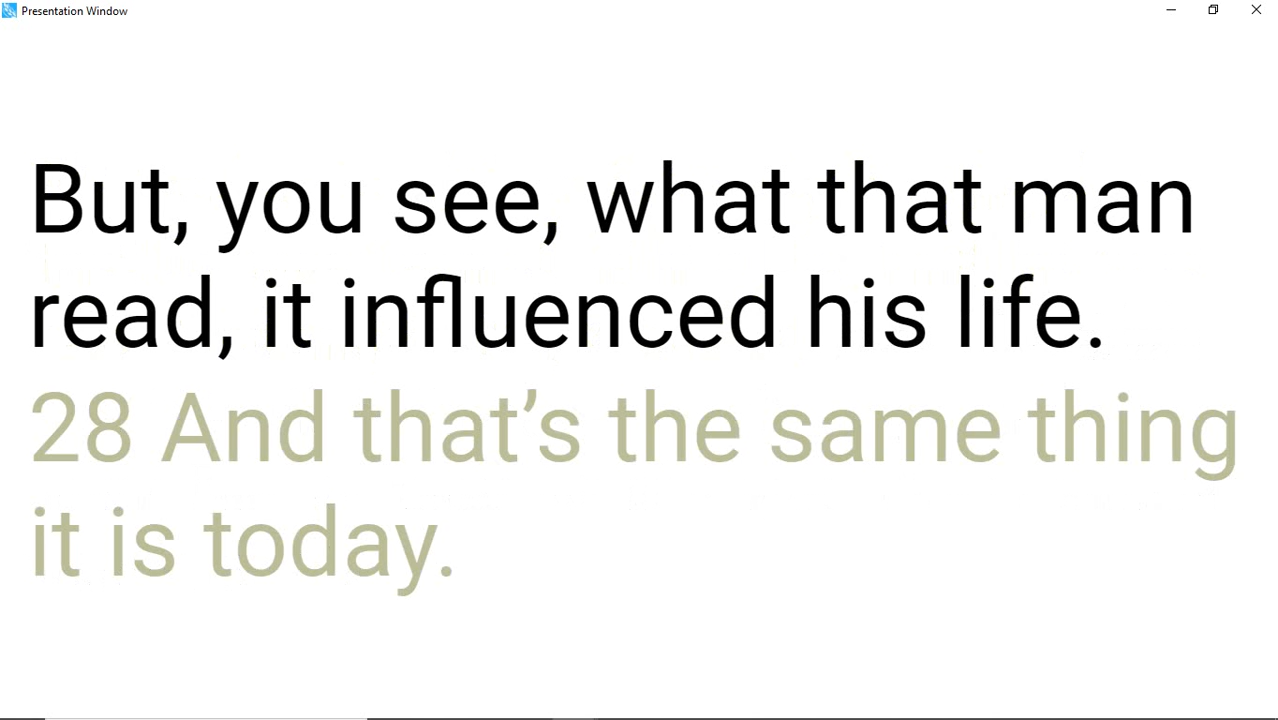 Presentation Window
But, you see, what that man
read, it influenced his life.
28 And that’s the same thing
it is today.